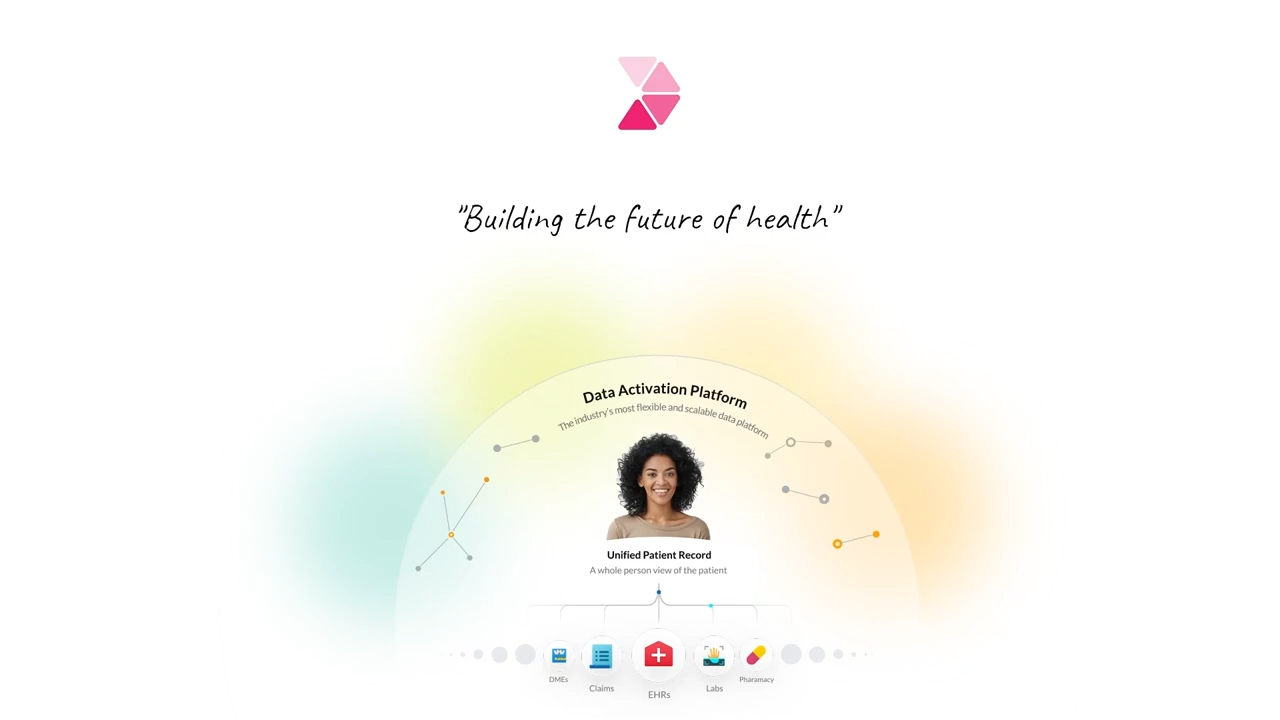 "Building the future of health"
Data Activation Platform
The industry's most flexible and scalable data platform
Unified Patient Record
A whole person view of the patient
DMEs
Claims
EHRs
Labs
Pharamacy